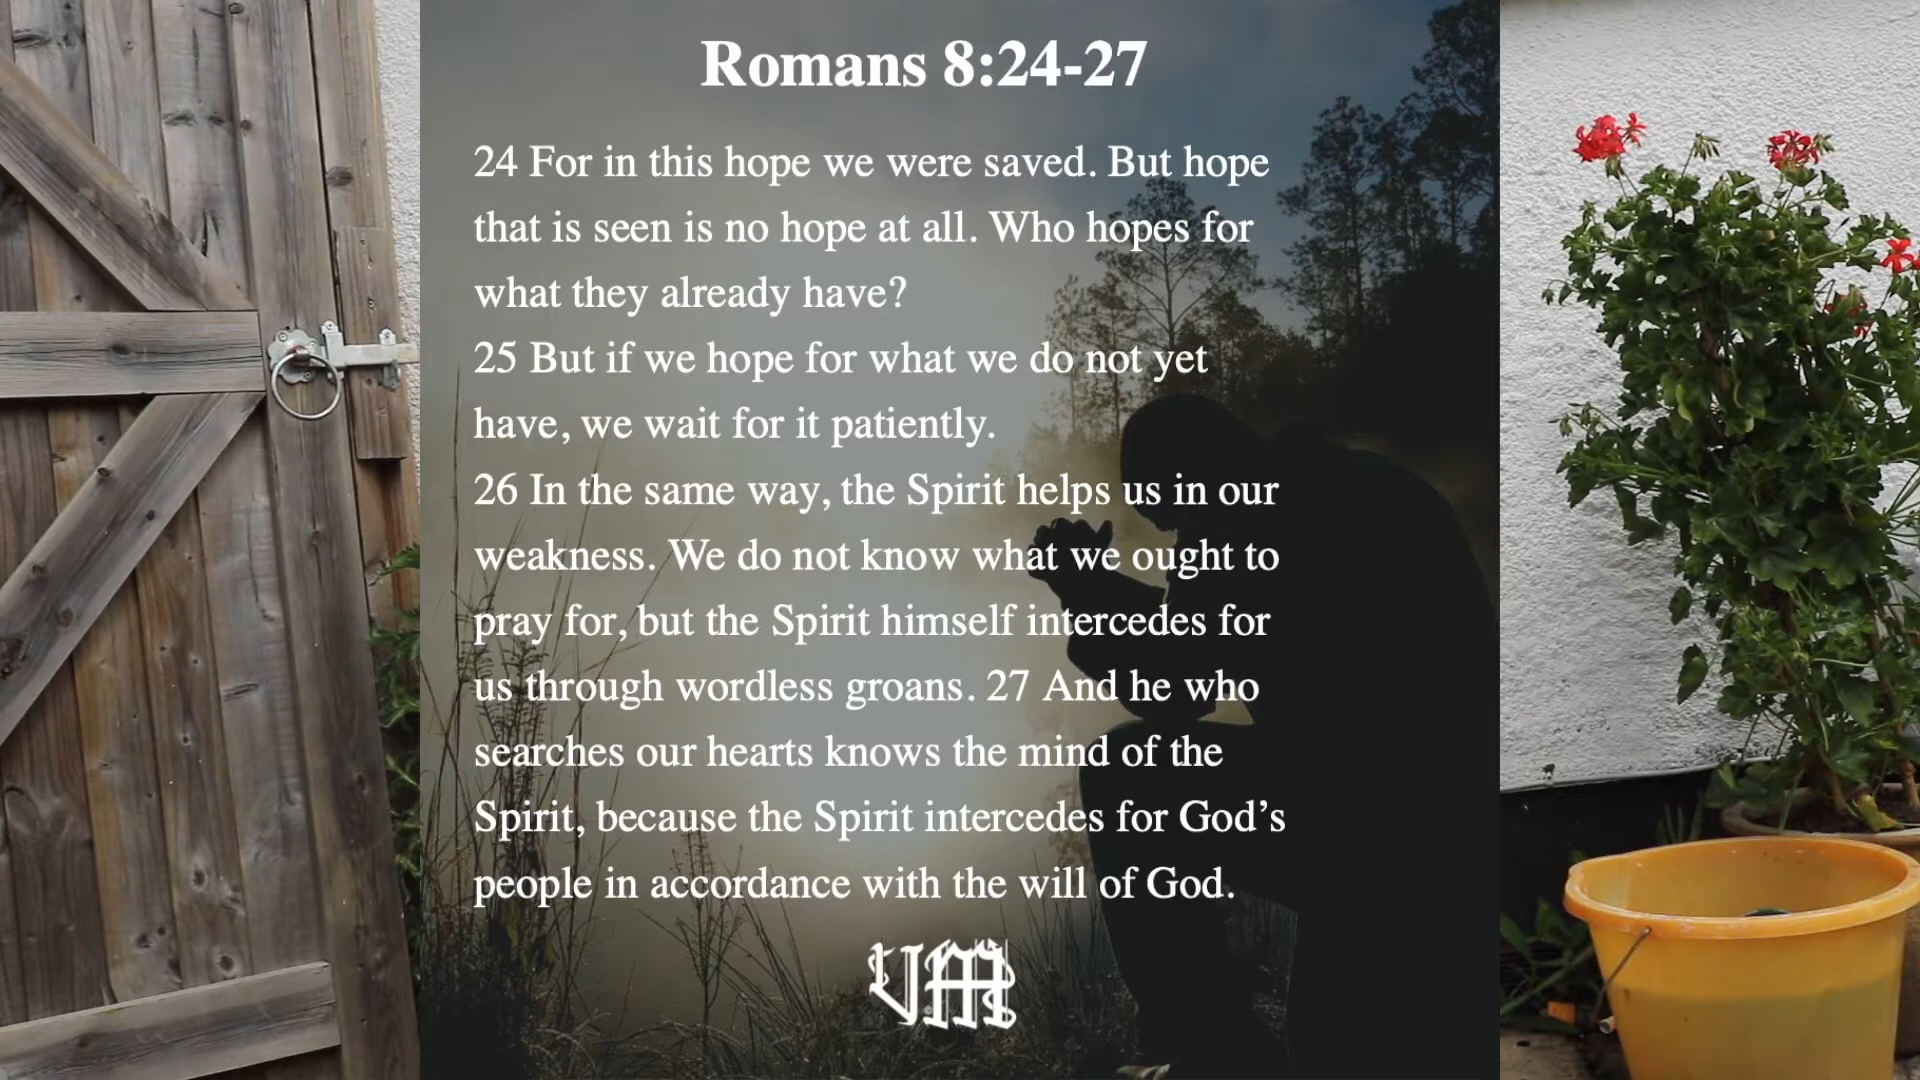 Romans 8:24-27
24 For in this hope we were saved. But hope
that is seen is no hope at all. Who hopes for
what they already have?
25 But if we hope for what we do not yet
have, we wait for it patiently.
26 In the same way, the Spirit helps us in our
weakness. We do not know what we ought to
pray for, but the Spirit himself intercedes for
us through wordless groans. 27 And he who
searches our hearts knows the mind of the
Spirit, because the Spirit intercedes for God’s
people in accordance with the will of God.